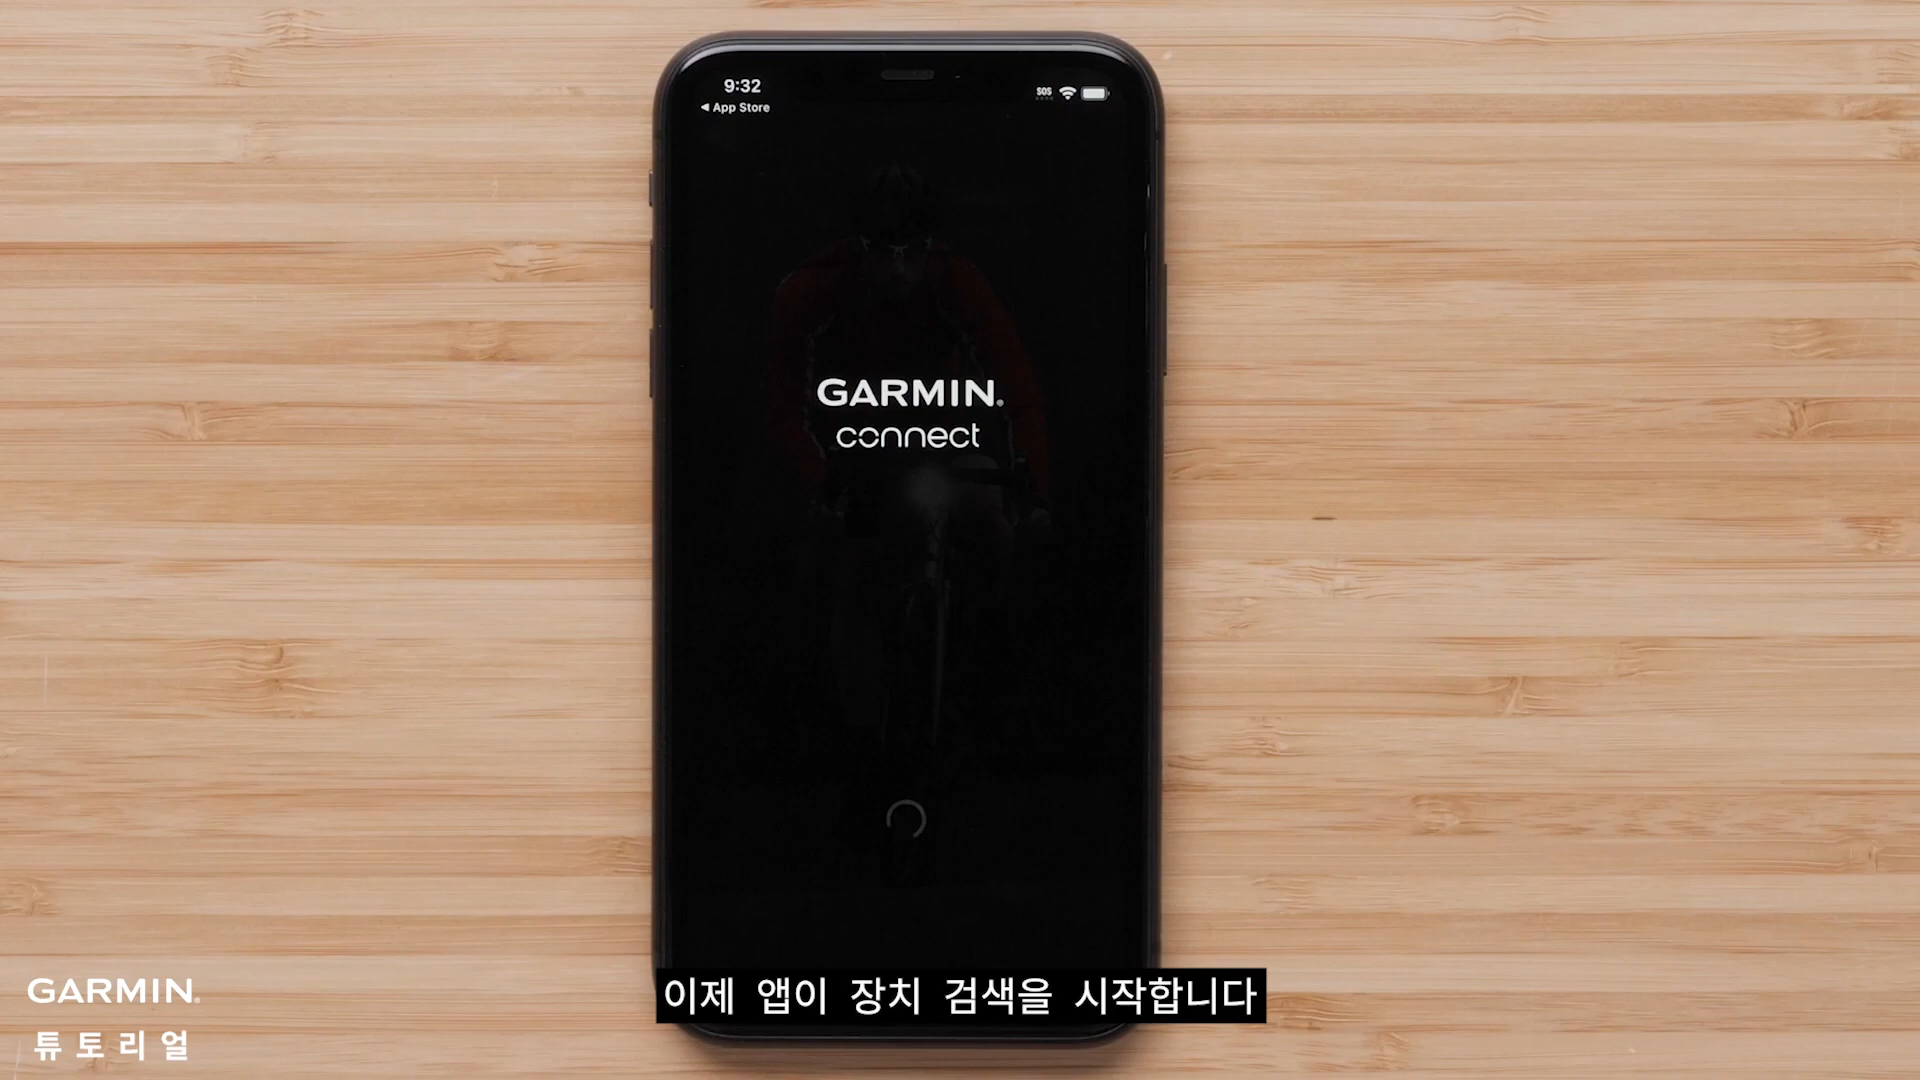 9:32
SOS
◀ App Store
GARMIN®
connect
이제 앱이 장치 검색을 시작합니다
GARMIN®
튜토리얼